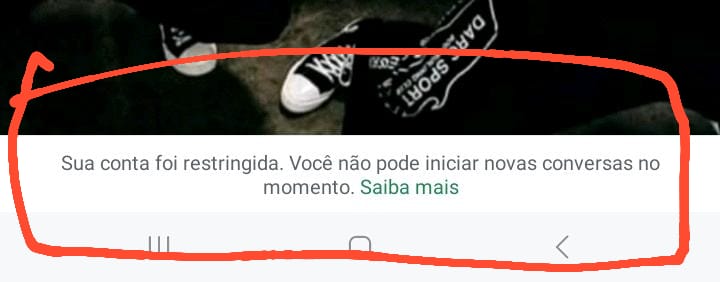 DARC SPORT
Sua conta foi restringida. Você não pode iniciar novas conversas no
momento. Saiba mais